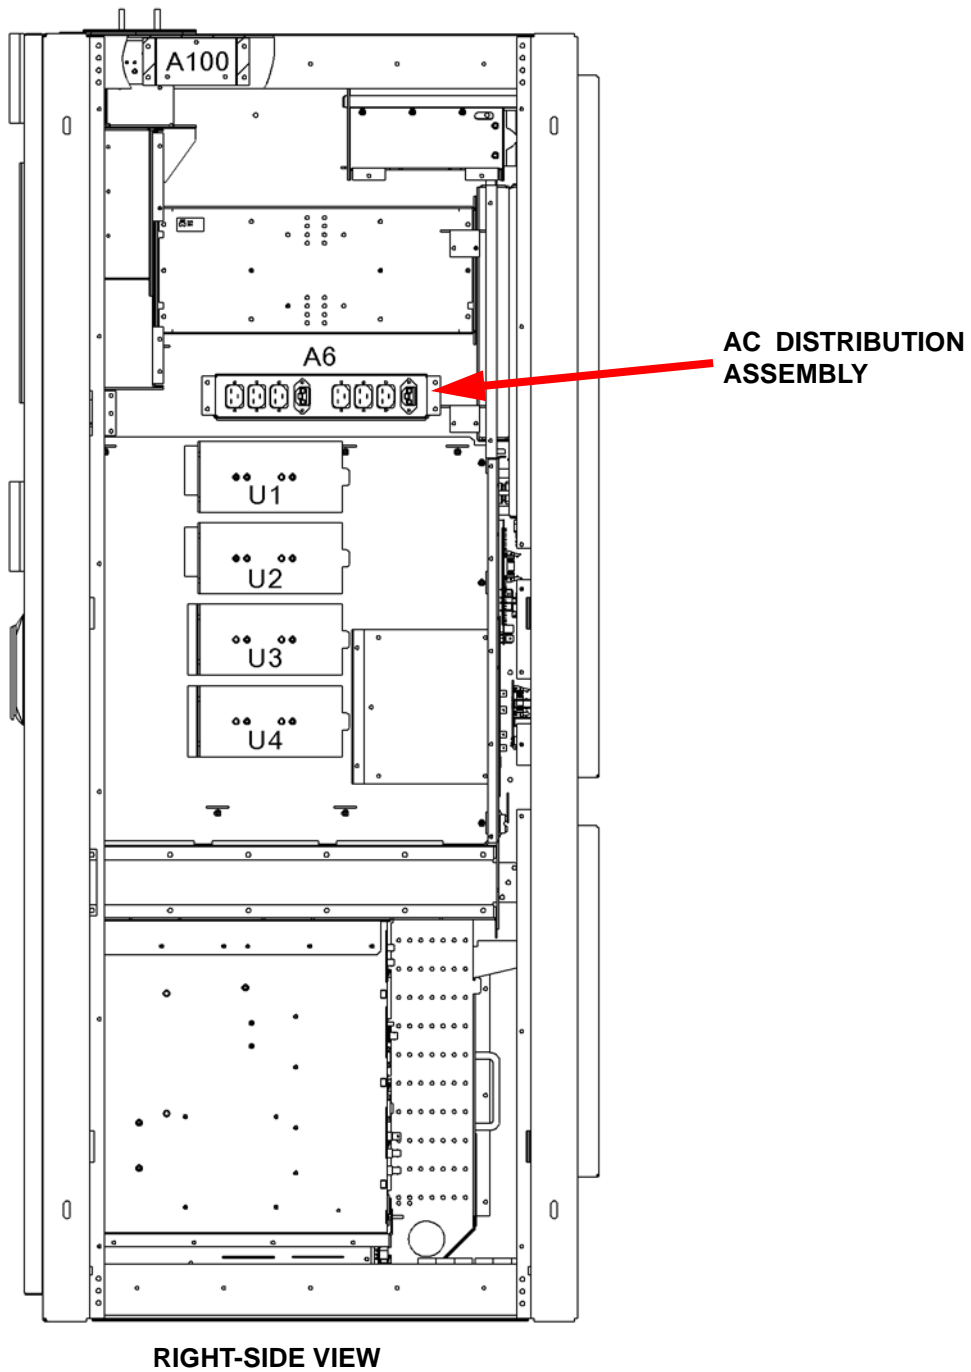 A100
A6
AC DISTRIBUTION
ASSEMBLY
U1
U2
U3
U4
RIGHT-SIDE VIEW